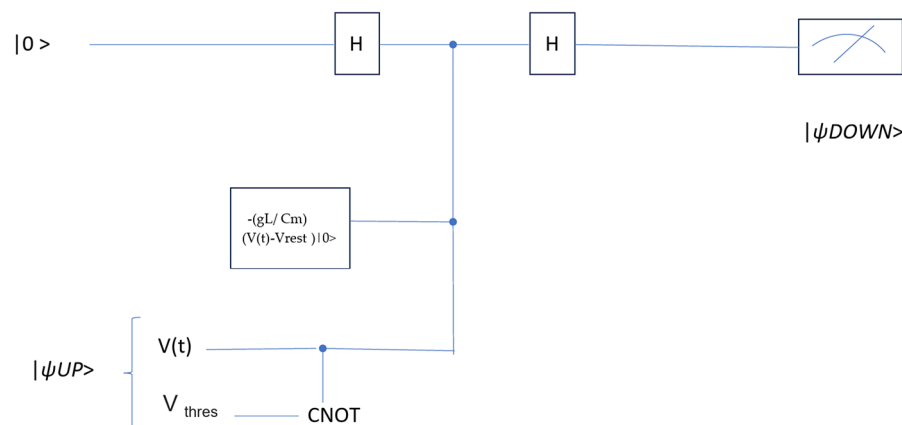 |0 >
H
H
|ψDOWN>
-(gL/ Cm)
(V(t)-Vrest )|0>
V(t)
|ψUP>
V thres
CNOT